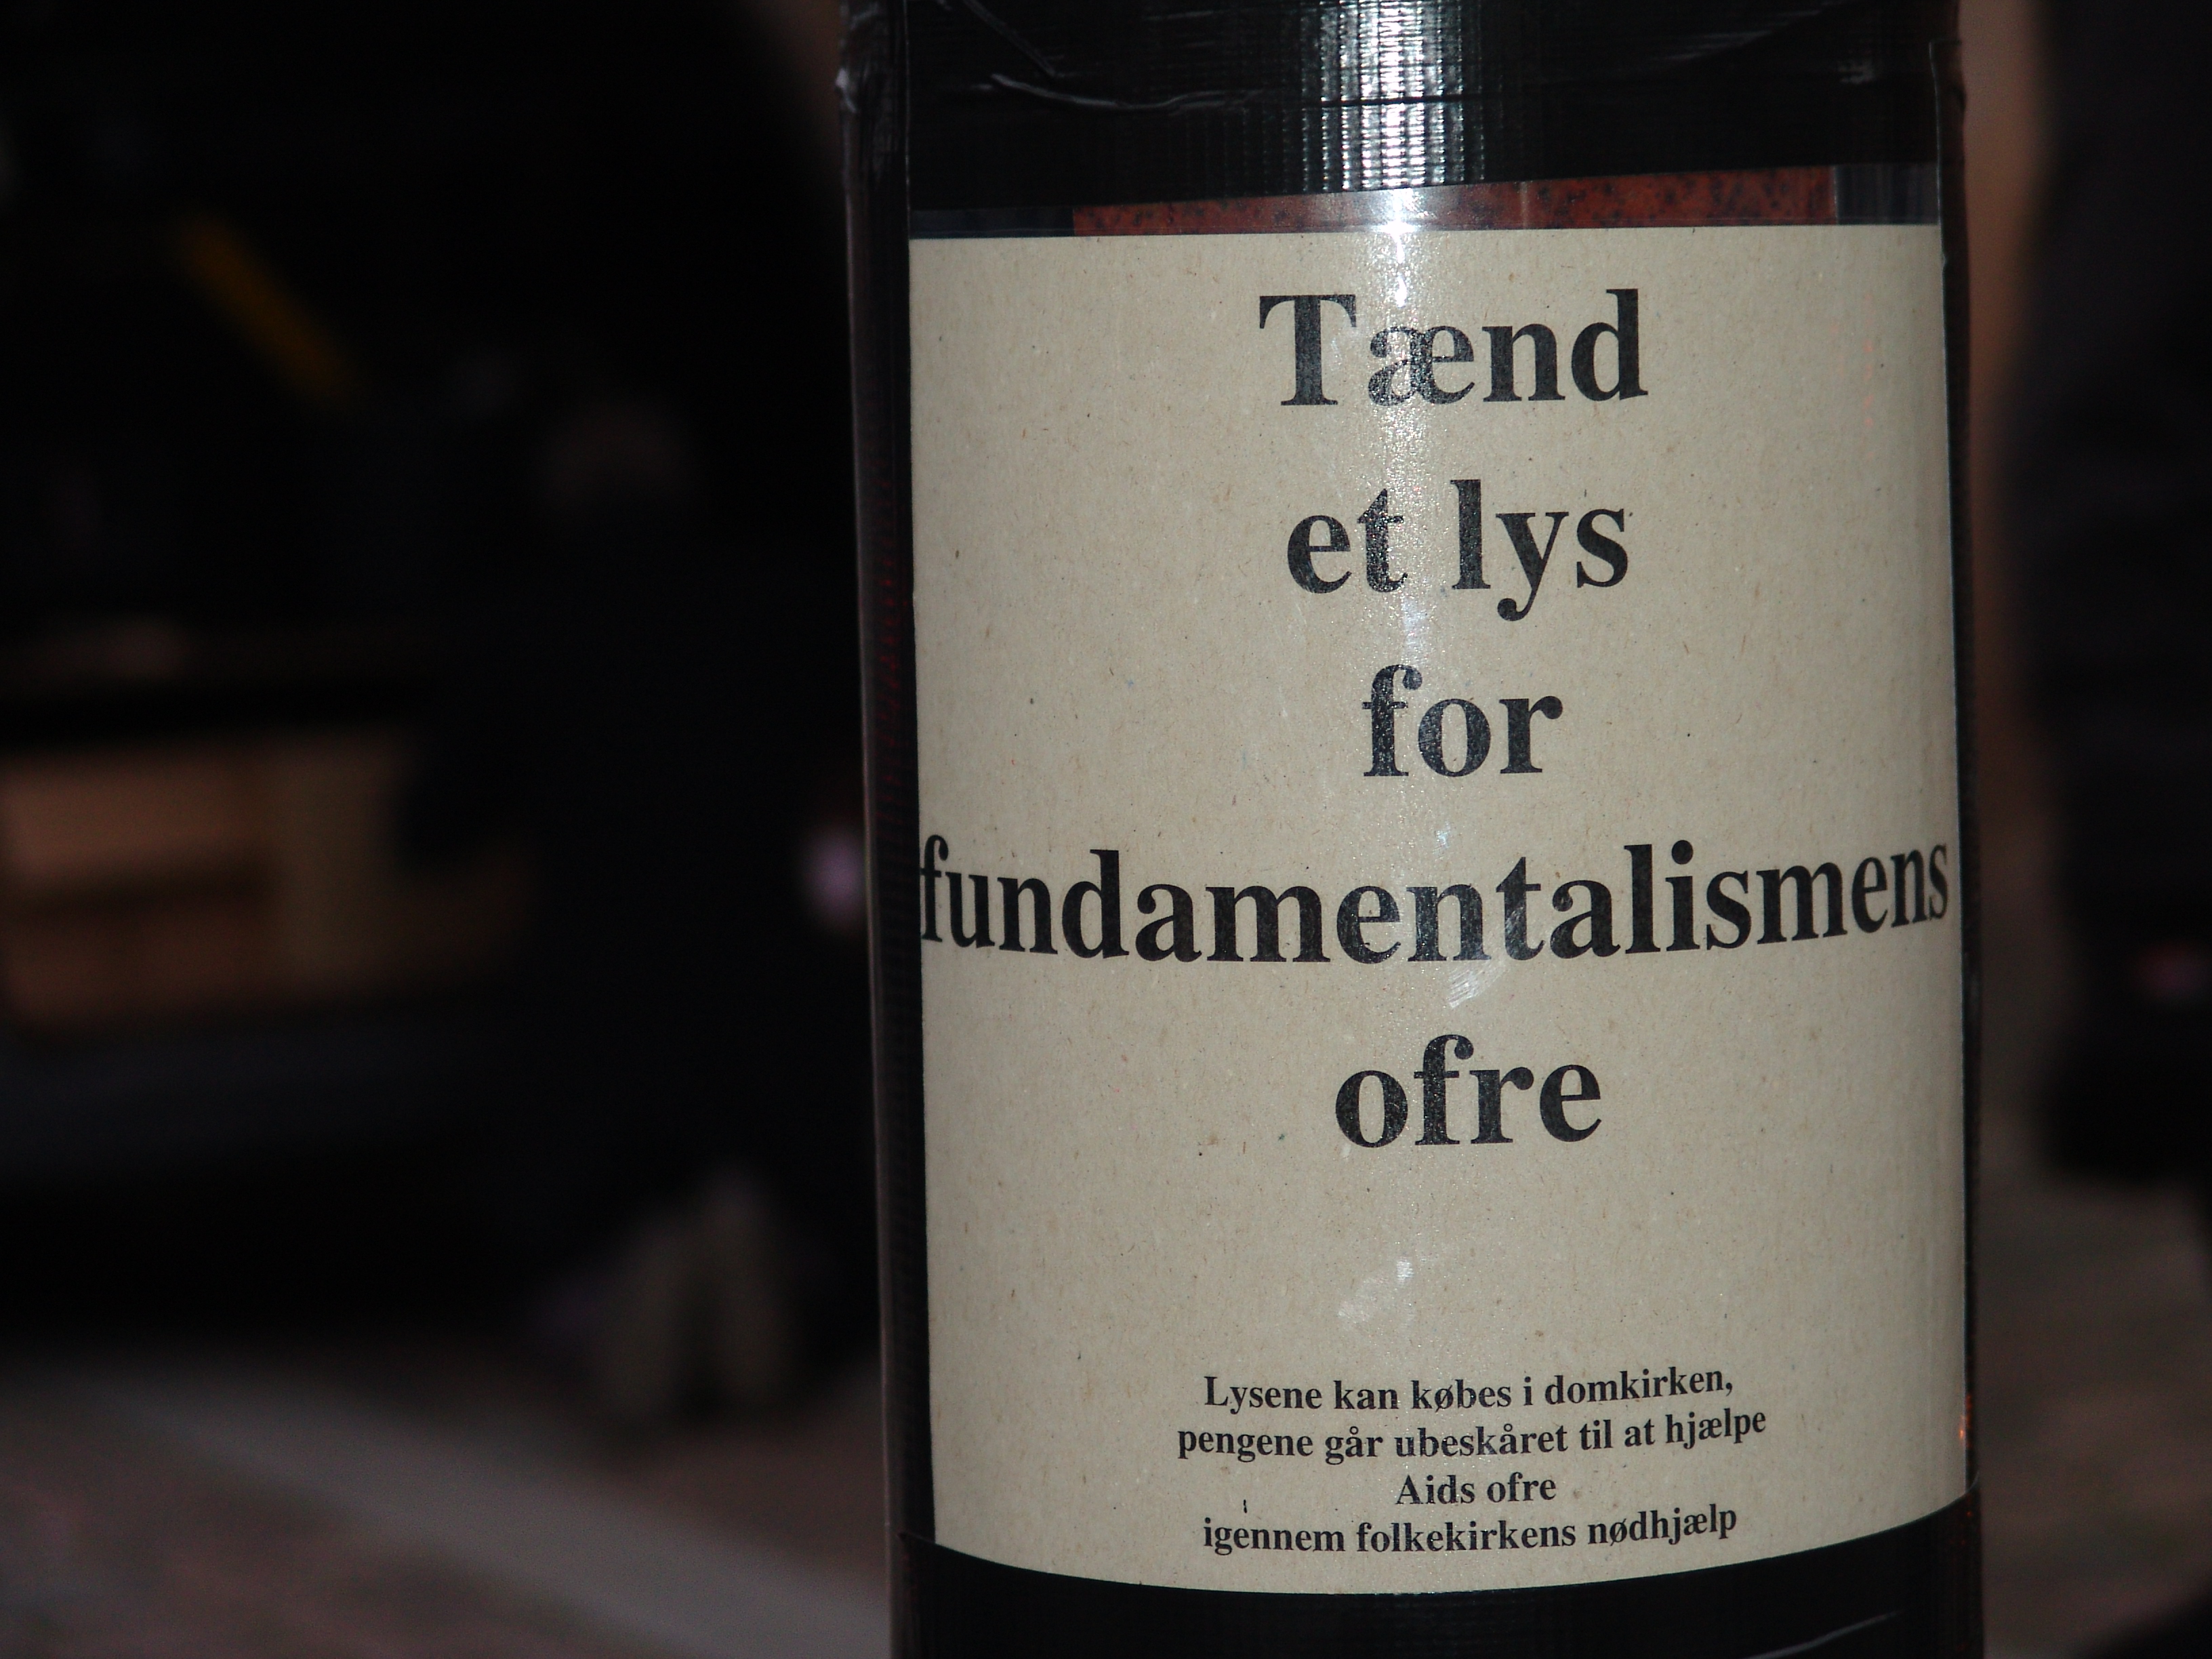 Tænd
et lys
for
fundamentalismens
ofre
Lysene kan købes i domkirken,
pengene går ubeskåret til at hjælpe
Aids ofre
igennem folkekirkens nødhjælp